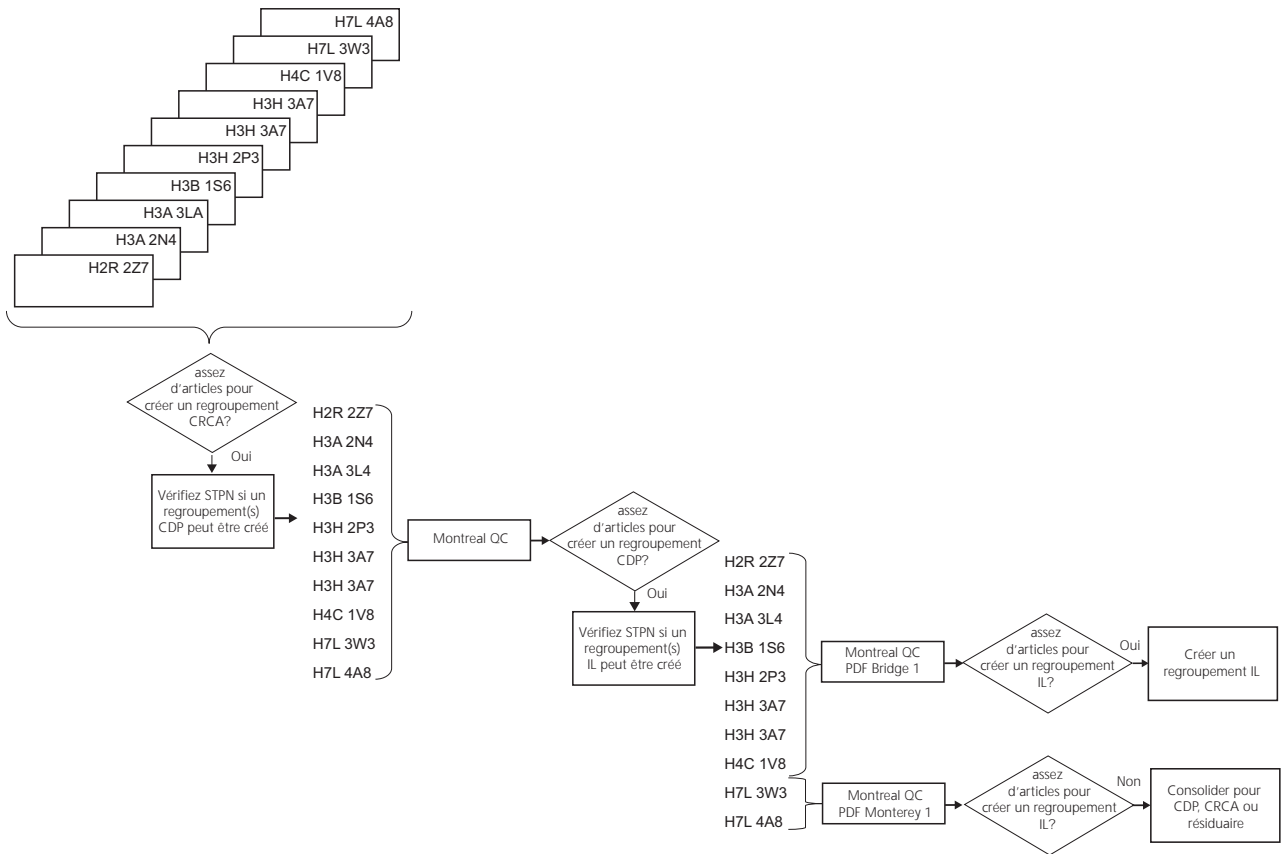 H7L 4A8
H7L 3W3
H4C 1V8
H3H 3A7
H3H 3A7
H3H 2P3
H3B 1S6
H3A 3LA
H3A 2N4
H2R 2Z7
assez
d'articles pour
créer un regroupement
CRCA?
Oui
Vérifiez STPN si un
regroupement(s)
CDP peut être créé
H2R 2Z7
H3A 2N4
H3A 3L4
H3B 1S6
H3H 2P3
H3H 3A7
H3H 3A7
H4C 1V8
H7L 3W3
H7L 4A8
Montreal QC
assez
d'articles pour
créer un regroupement
CDP?
Oui
Vérifiez STPN si un
regroupement(s)
IL peut être créé
H2R 2Z7
H3A 2N4
H3A 3L4
H3B 1S6
H3H 2P3
H3H 3A7
H3H 3A7
H4C 1V8
H7L 3W3
H7L 4A8
Montreal QC
PDF Bridge 1
assez
d'articles pour
créer un regroupement
IL?
Oui
Créer un
regroupement IL
Montreal QC
PDF Monterey 1
assez
d'articles pour
créer un regroupement
IL?
Non
Consolider pour
CDP, CRCA ou
résiduaire